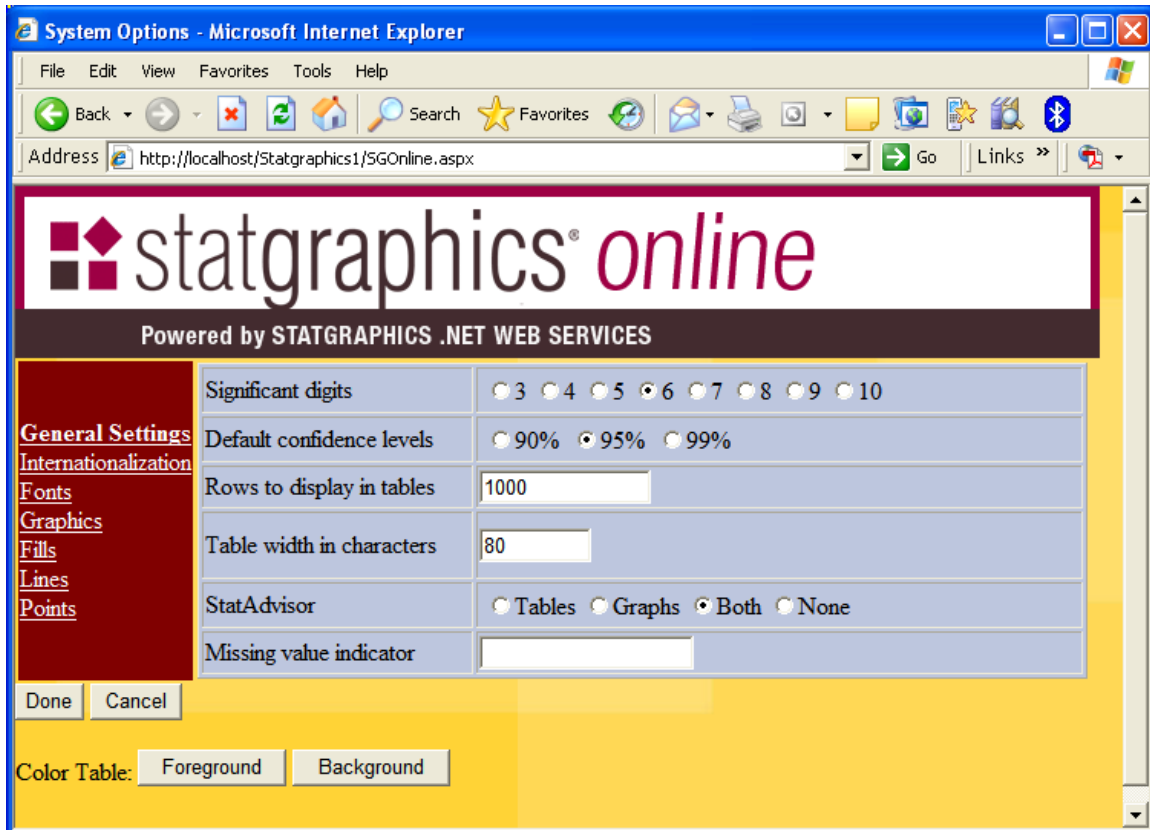 System Options - Microsoft Internet Explorer
File Edit View Favorites Tools Help
Back Search Favorites
Address http://localhost/Statgraphics1/SGOnline.aspx Go Links »
statgraphics® online
Powered by STATGRAPHICS .NET WEB SERVICES
General Settings
Internationalization
Fonts
Graphics
Fills
Lines
Points
Significant digits 3 4 5 6 7 8 9 10
Default confidence levels 90% 95% 99%
Rows to display in tables 1000
Table width in characters 80
StatAdvisor Tables Graphs Both None
Missing value indicator
Done Cancel
Color Table: Foreground Background